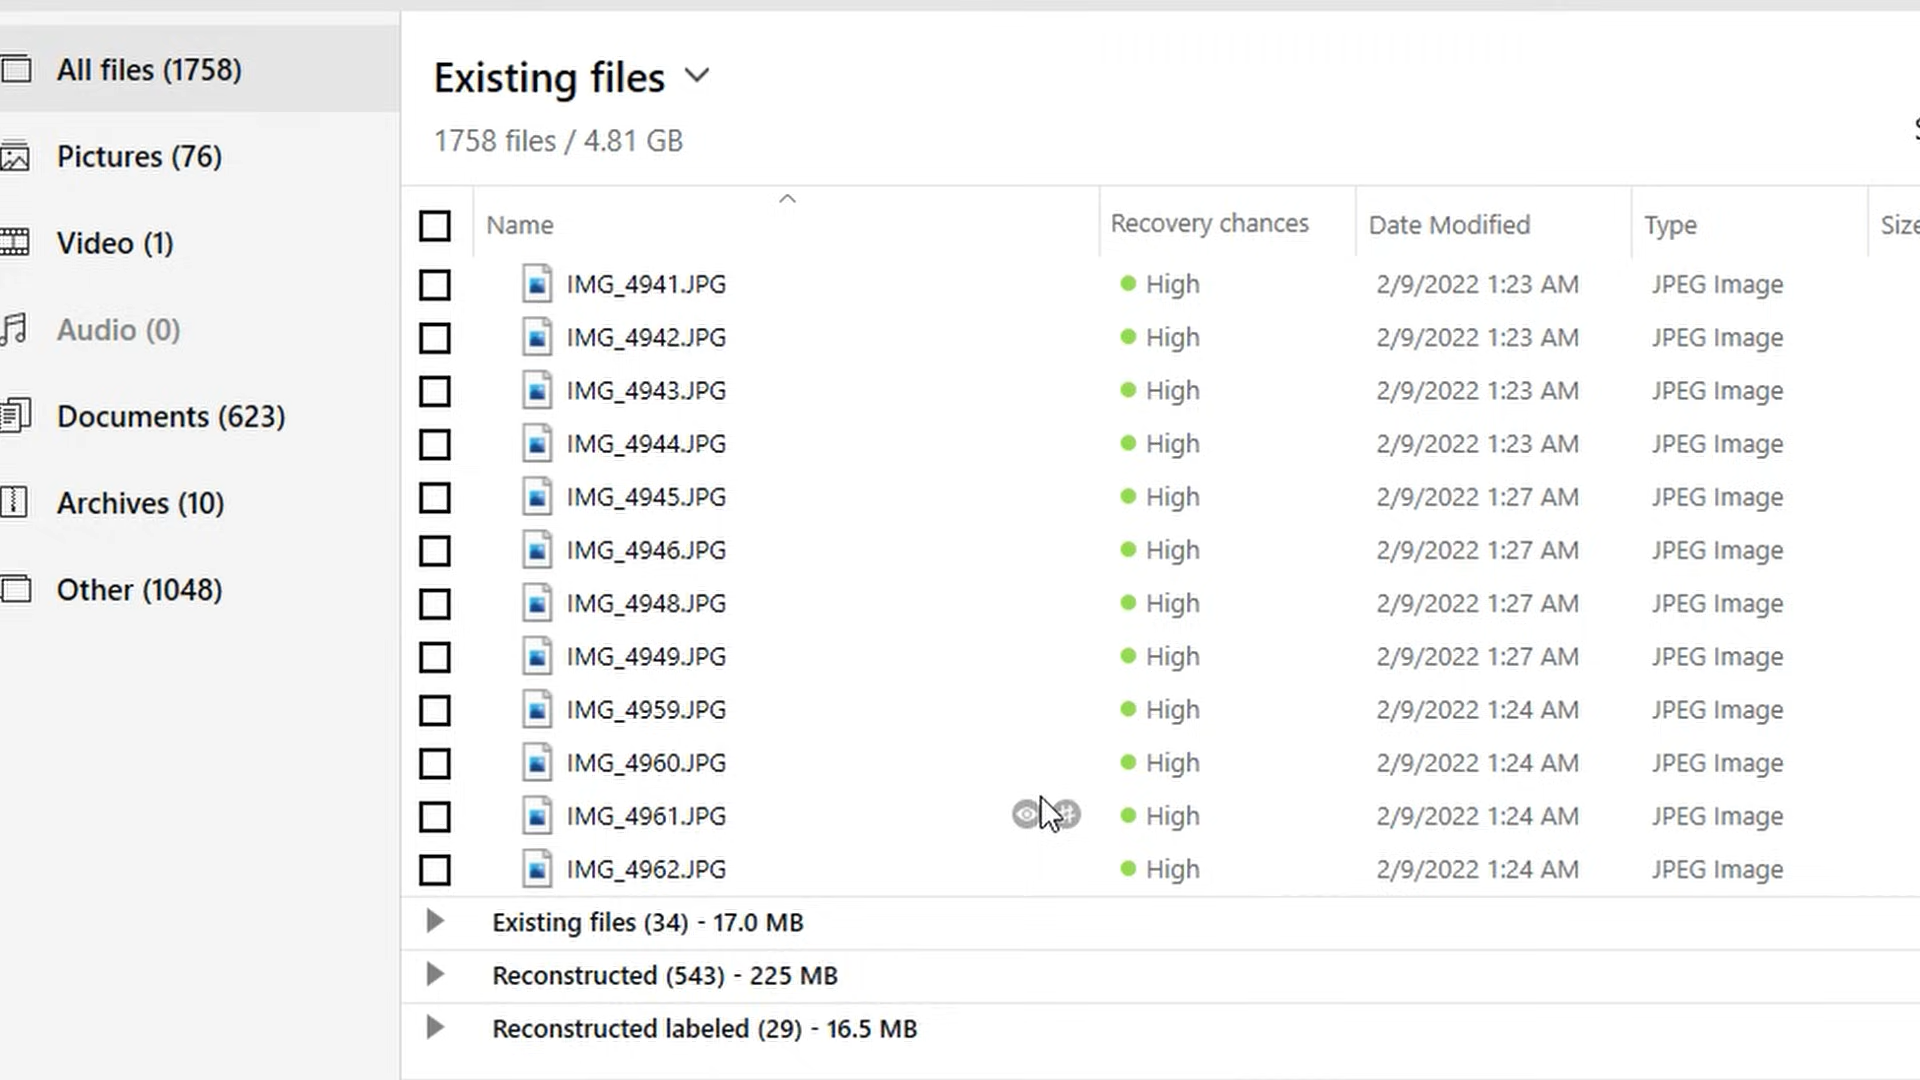 All files (1758)
Pictures (76)
Video (1)
Audio (0)
Documents (623)
Archives (10)
Other (1048)
Existing files
1758 files / 4.81 GB
Name Recovery chances Date Modified Type Size
IMG_4941.JPG High 2/9/2022 1:23 AM JPEG Image
IMG_4942.JPG High 2/9/2022 1:23 AM JPEG Image
IMG_4943.JPG High 2/9/2022 1:23 AM JPEG Image
IMG_4944.JPG High 2/9/2022 1:23 AM JPEG Image
IMG_4945.JPG High 2/9/2022 1:27 AM JPEG Image
IMG_4946.JPG High 2/9/2022 1:27 AM JPEG Image
IMG_4948.JPG High 2/9/2022 1:27 AM JPEG Image
IMG_4949.JPG High 2/9/2022 1:27 AM JPEG Image
IMG_4959.JPG High 2/9/2022 1:24 AM JPEG Image
IMG_4960.JPG High 2/9/2022 1:24 AM JPEG Image
IMG_4961.JPG High 2/9/2022 1:24 AM JPEG Image
IMG_4962.JPG High 2/9/2022 1:24 AM JPEG Image
Existing files (34) - 17.0 MB
Reconstructed (543) - 225 MB
Reconstructed labeled (29) - 16.5 MB